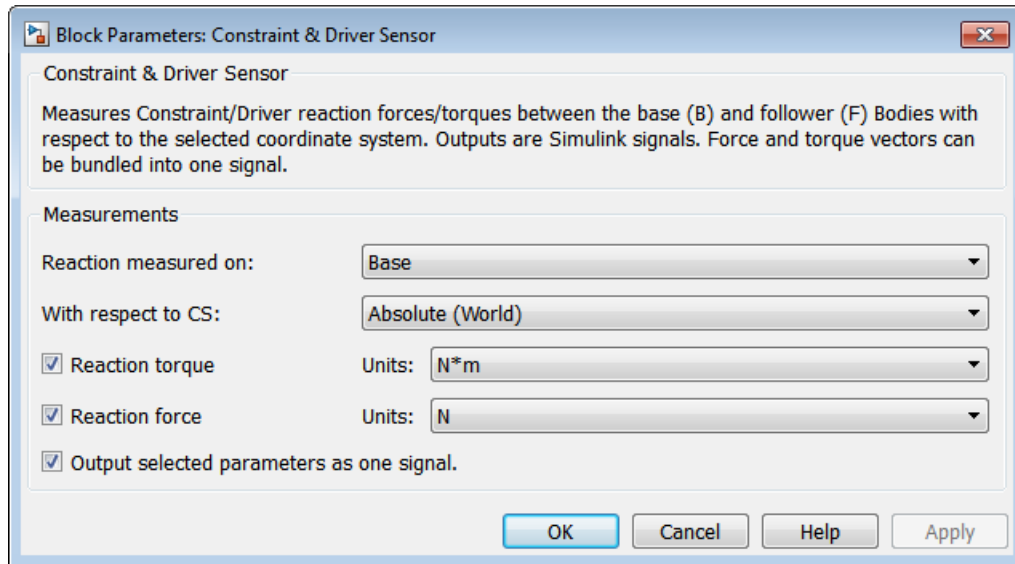 Block Parameters: Constraint & Driver Sensor
Constraint & Driver Sensor
Measures Constraint/Driver reaction forces/torques between the base (B) and follower (F) Bodies with
respect to the selected coordinate system. Outputs are Simulink signals. Force and torque vectors can
be bundled into one signal.
Measurements
Reaction measured on: Base
With respect to CS: Absolute (World)
Reaction torque Units: N*m
Reaction force Units: N
Output selected parameters as one signal.
OK Cancel Help Apply